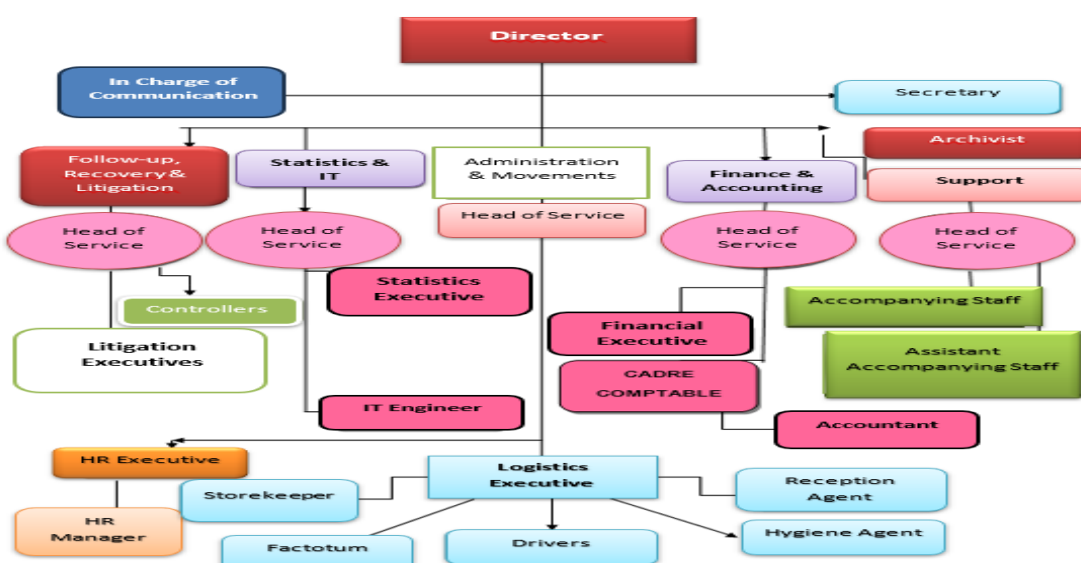 Director
In Charge of
Communication
Secretary
Follow-up,
Recovery &
Litigation
Statistics &
IT
Administration
& Movements
Finance &
Accounting
Archivist
Support
Head of
Service
Head of
Service
Head of Service
Head of
Service
Head of
Service
Statistics
Executive
Controllers
Accompanying Staff
Litigation
Executives
Financial
Executive
Assistant
Accompanying Staff
CADRE
COMPTABLE
IT Engineer
Accountant
HR Executive
Logistics
Executive
Storekeeper
Reception
Agent
HR
Manager
Factotum
Drivers
Hygiene Agent